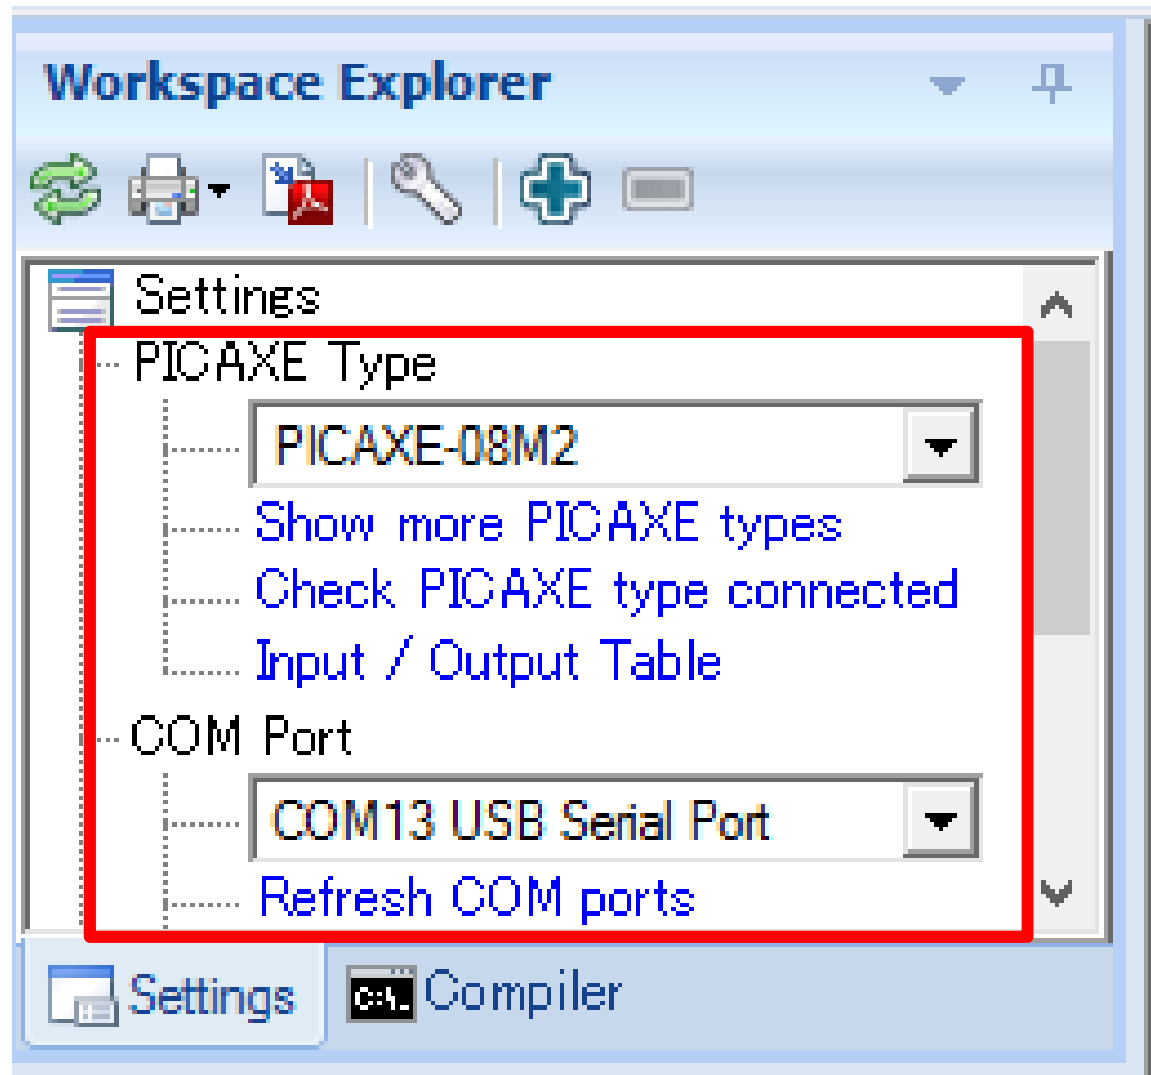 Workspace Explorer
Settings
PICAXE Type
PICAXE-08M2
Show more PICAXE types
Check PICAXE type connected
Input / Output Table
COM Port
COM13 USB Serial Port
Refresh COM ports
Settings
C:\_ Compiler